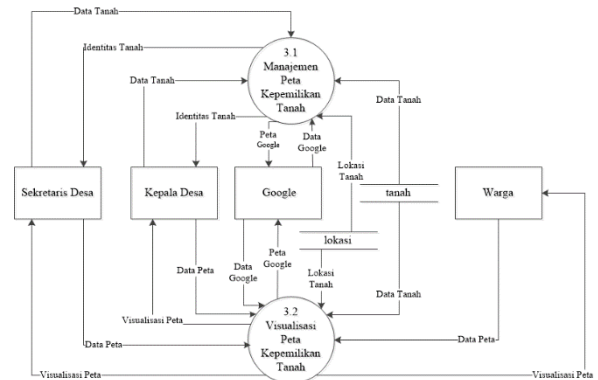 Data Tanah
Identitas Tanah
3.1
Manajemen
Peta
Kepemilikan
Tanah
Data Tanah
Data Tanah
Identitas Tanah
Peta
Google
Data
Google
Lokasi
Tanah
Sekretaris Desa
Kepala Desa
Google
tanah
Warga
lokasi
Data Peta
Data
Google
Peta
Google
Lokasi
Tanah
Data Tanah
3.2
Visualisasi
Peta
Kepemilikan
Tanah
Visualisasi Peta
Data Peta
Data Peta
Visualisasi Peta
Visualisasi Peta